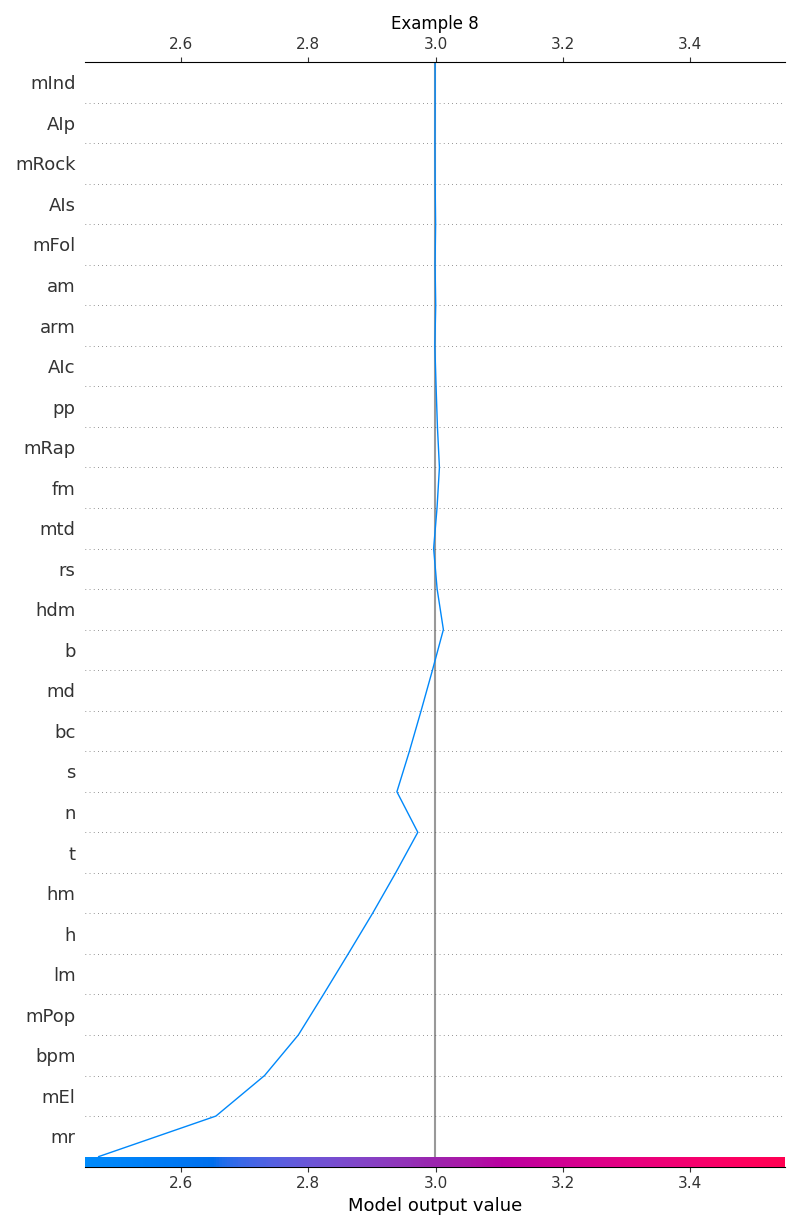 Example 8
2.6 2.8 3.0 3.2 3.4
mInd
AIp
mRock
AIs
mFol
am
arm
AIc
pp
mRap
fm
mtd
rs
hdm
b
md
bc
s
n
t
hm
h
lm
mPop
bpm
mEl
mr
2.6 2.8 3.0 3.2 3.4
Model output value